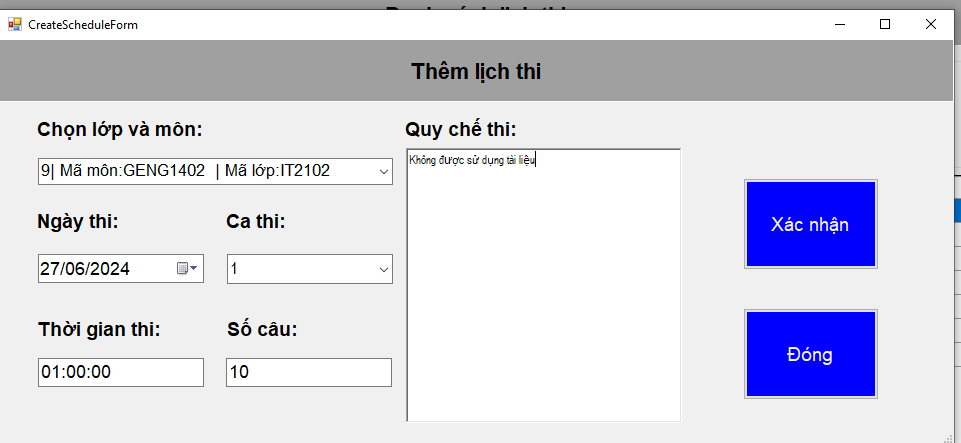 CreateScheduleForm
Thêm lịch thi
Chọn lớp và môn:
9| Mã môn:GENG1402 | Mã lớp:IT2102
Ngày thi:
Ca thi:
27/06/2024
1
Thời gian thi:
Số câu:
01:00:00
10
Quy chế thi:
Không được sử dụng tài liệu
Xác nhận
Đóng